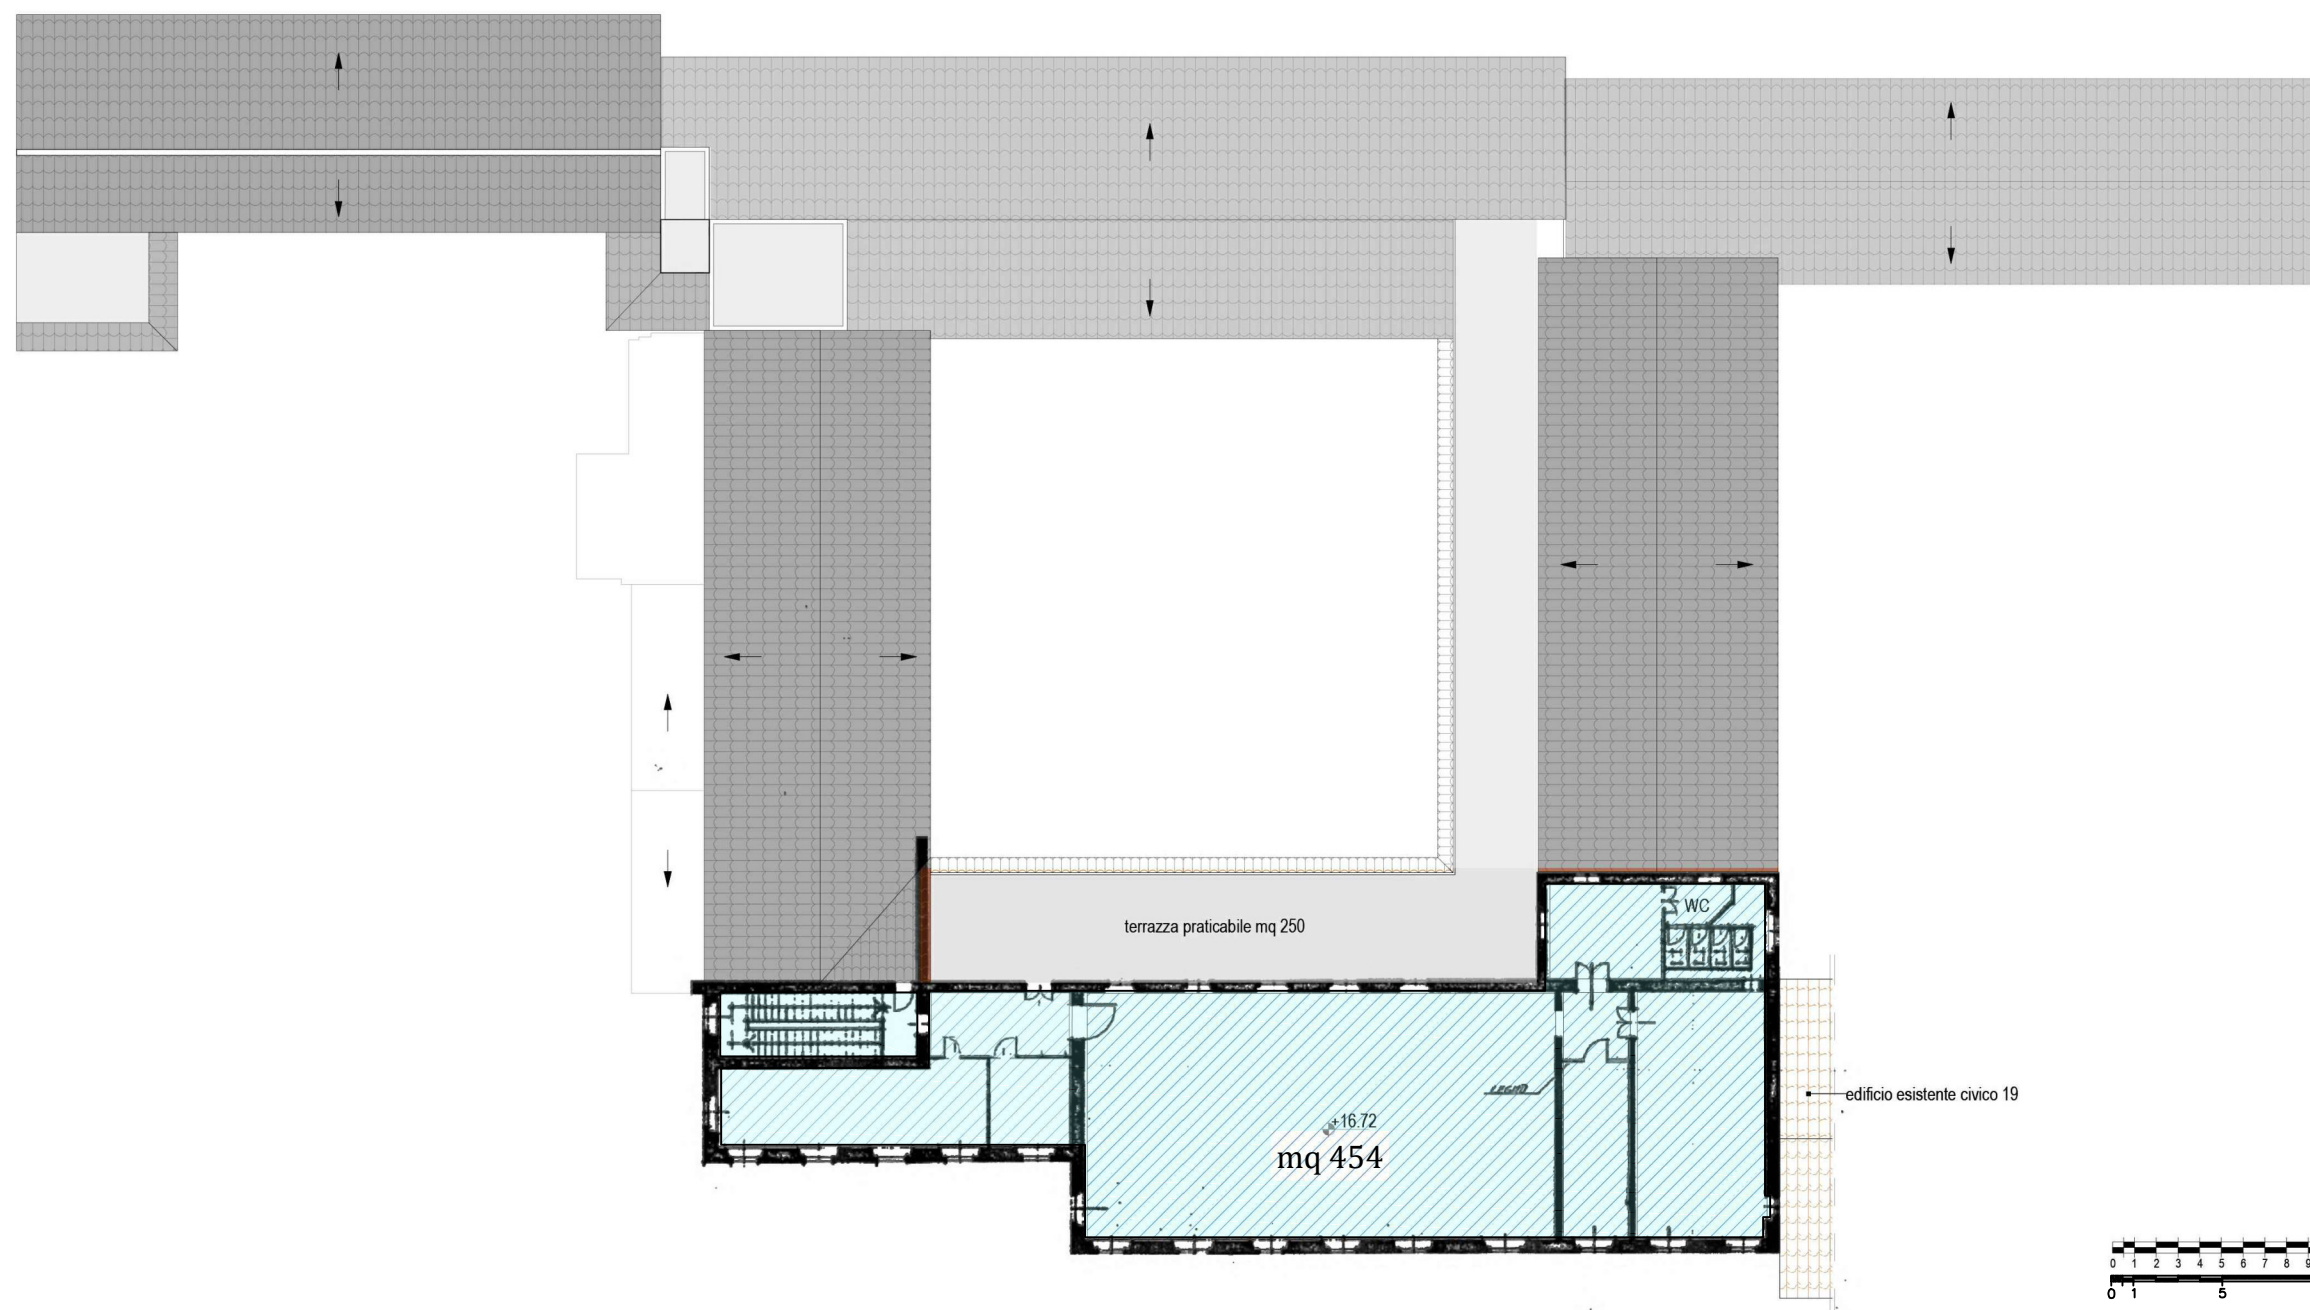 WC
terrazza praticabile mq 250
LEGNO
edificio esistente civico 19
+16.72
mq 454
0 1 2 3 4 5 6 7 8 9
0 1 5